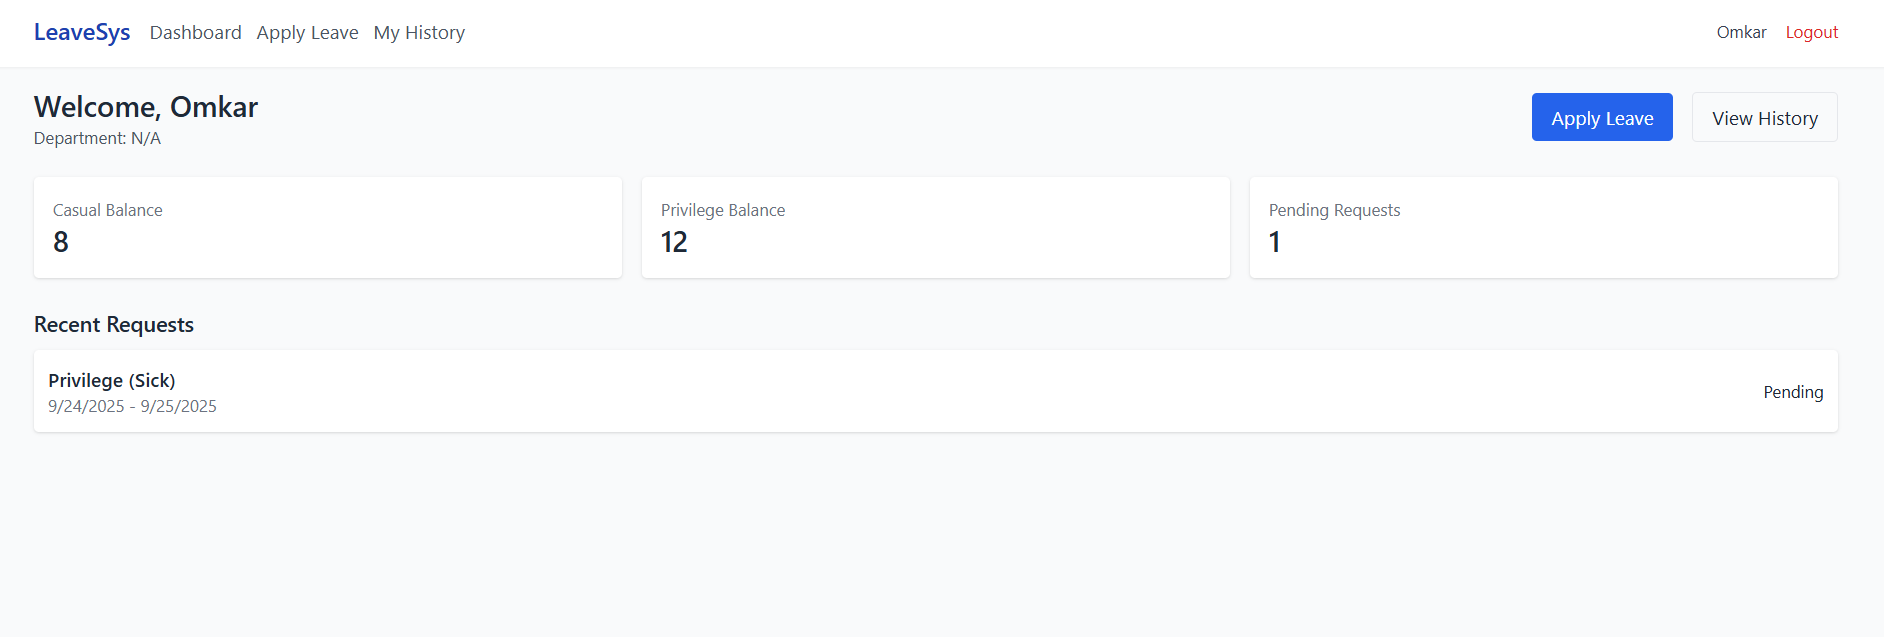 LeaveSys Dashboard Apply Leave My History Omkar Logout
Welcome, Omkar
Department: N/A
Apply Leave View History
Casual Balance
8
Privilege Balance
12
Pending Requests
1
Recent Requests
Privilege (Sick)
9/24/2025 - 9/25/2025
Pending